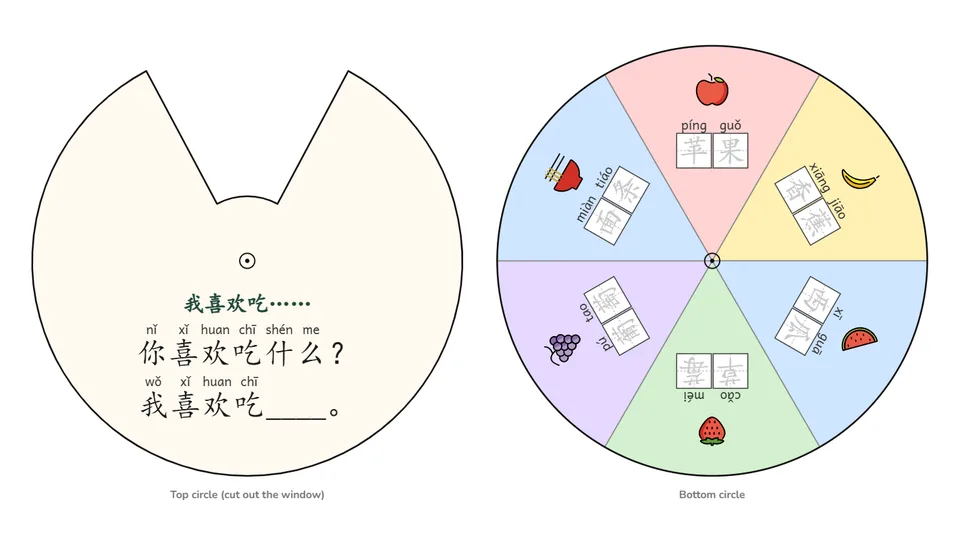 我喜欢吃……
nǐ xǐ huan chī shén me
你喜欢吃什么？
wǒ xǐ huan chī
我喜欢吃____。
Top circle (cut out the window)
píng guǒ
苹果
xiāng jiāo
香蕉
xī guā
西瓜
cǎo méi
草莓
pú tao
葡萄
miàn tiáo
面条
Bottom circle